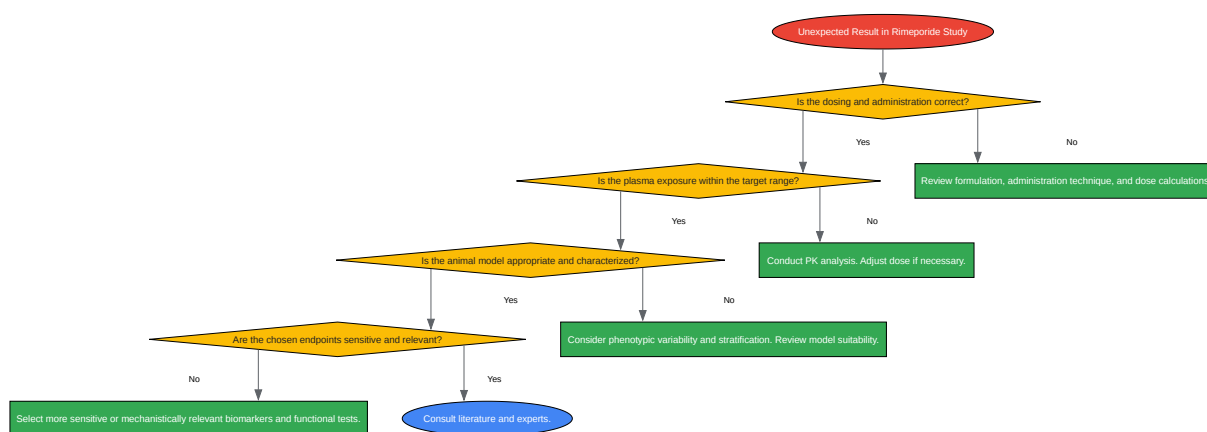 Unexpected Result in Rimeporide Study
Is the dosing and administration correct?
Yes
No
Is the plasma exposure within the target range?
Review formulation, administration technique, and dose calculations
Yes
No
Is the animal model appropriate and characterized?
Conduct PK analysis. Adjust dose if necessary.
Yes
No
Are the chosen endpoints sensitive and relevant?
Consider phenotypic variability and stratification. Review model suitability.
No
Yes
Select more sensitive or mechanistically relevant biomarkers and functional tests.
Consult literature and experts.